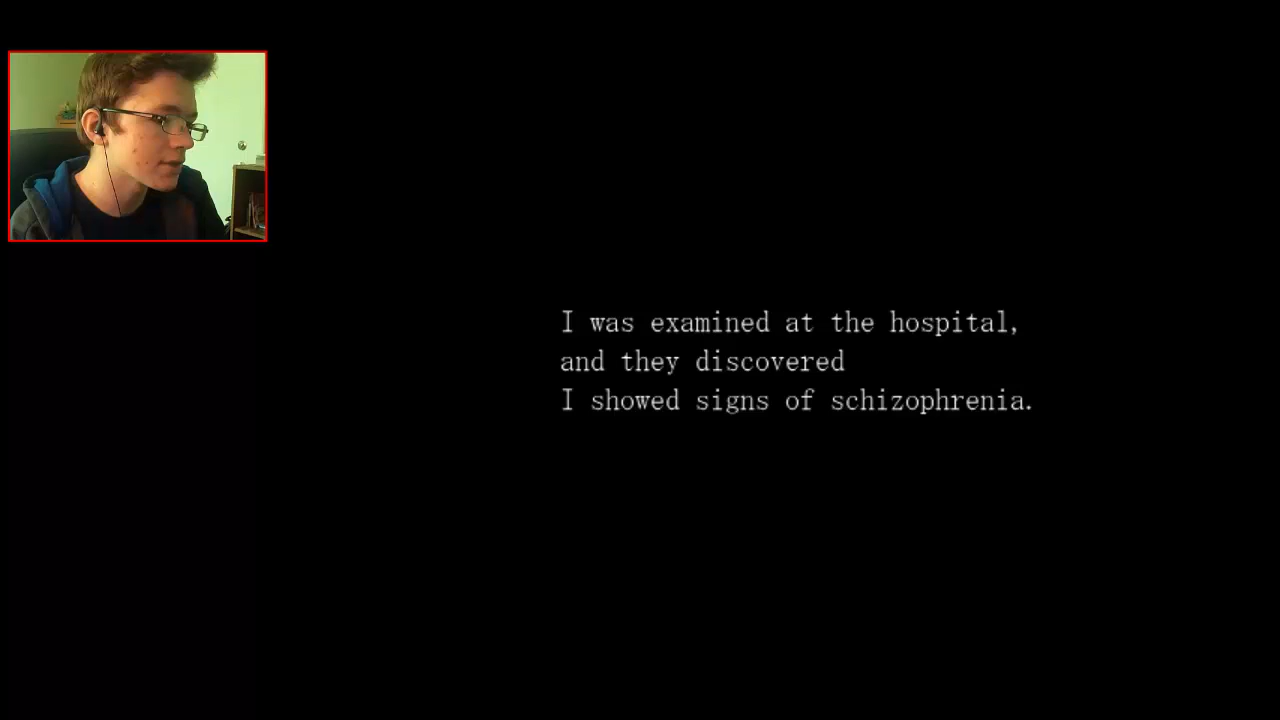 I was examined at the hospital,
and they discovered
I showed signs of schizophrenia.